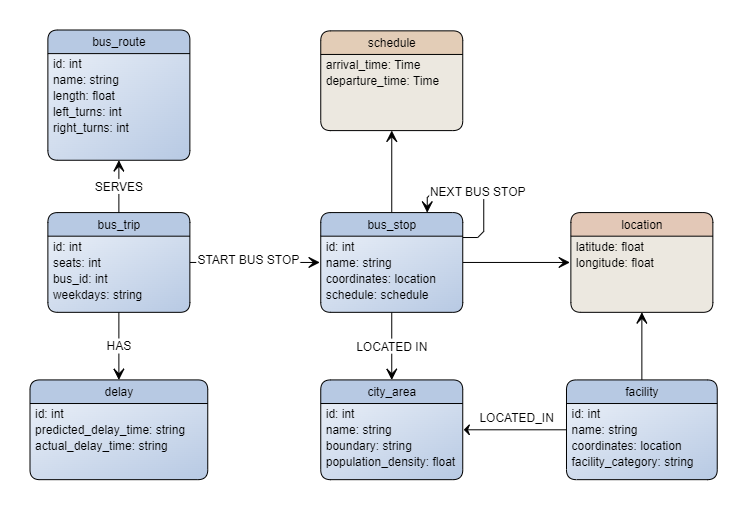 bus_route
id: int
name: string
length: float
left_turns: int
right_turns: int
schedule
arrival_time: Time
departure_time: Time
SERVES
NEXT BUS STOP
bus_trip
id: int
seats: int
bus_id: int
weekdays: string
START BUS STOP
bus_stop
id: int
name: string
coordinates: location
schedule: schedule
location
latitude: float
longitude: float
HAS
LOCATED IN
delay
id: int
predicted_delay_time: string
actual_delay_time: string
city_area
id: int
name: string
boundary: string
population_density: float
LOCATED_IN
facility
id: int
name: string
coordinates: location
facility_category: string